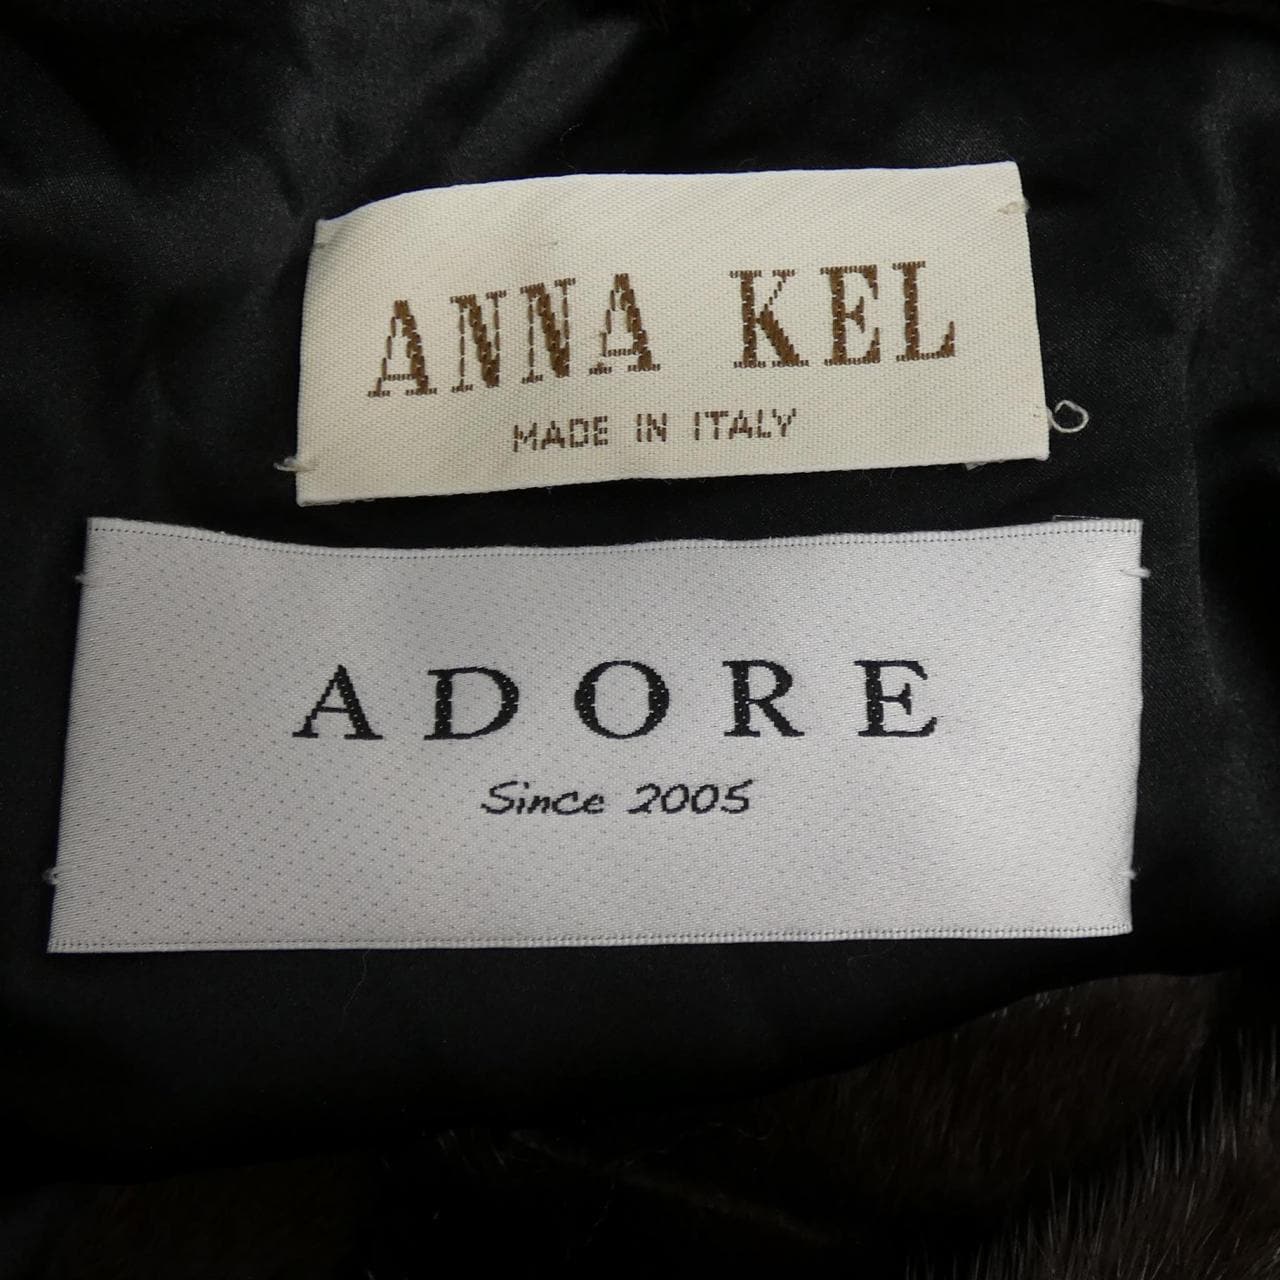 ANNA KEL
MADE IN ITALY
ADORE
Since 2005